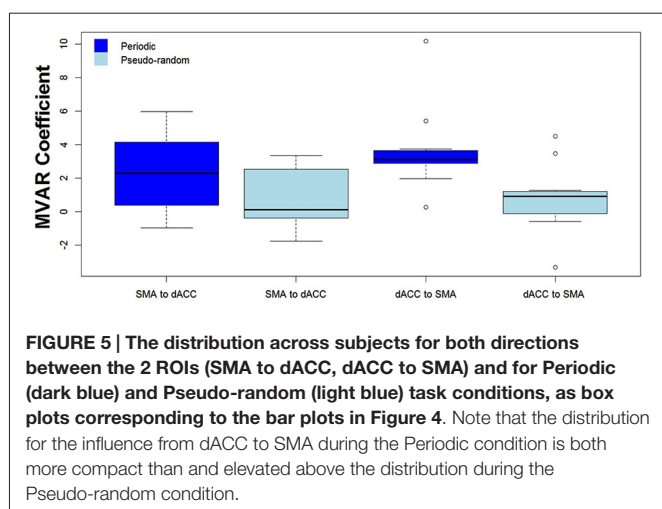 Periodic
Pseudo-random
MVAR Coefficient
10
8
6
4
2
0
-2
SMA to dACC
SMA to dACC
dACC to SMA
dACC to SMA
FIGURE 5 | The distribution across subjects for both directions
between the 2 ROIs (SMA to dACC, dACC to SMA) and for Periodic
(dark blue) and Pseudo-random (light blue) task conditions, as box
plots corresponding to the bar plots in Figure 4. Note that the distribution
for the influence from dACC to SMA during the Periodic condition is both
more compact than and elevated above the distribution during the
Pseudo-random condition.